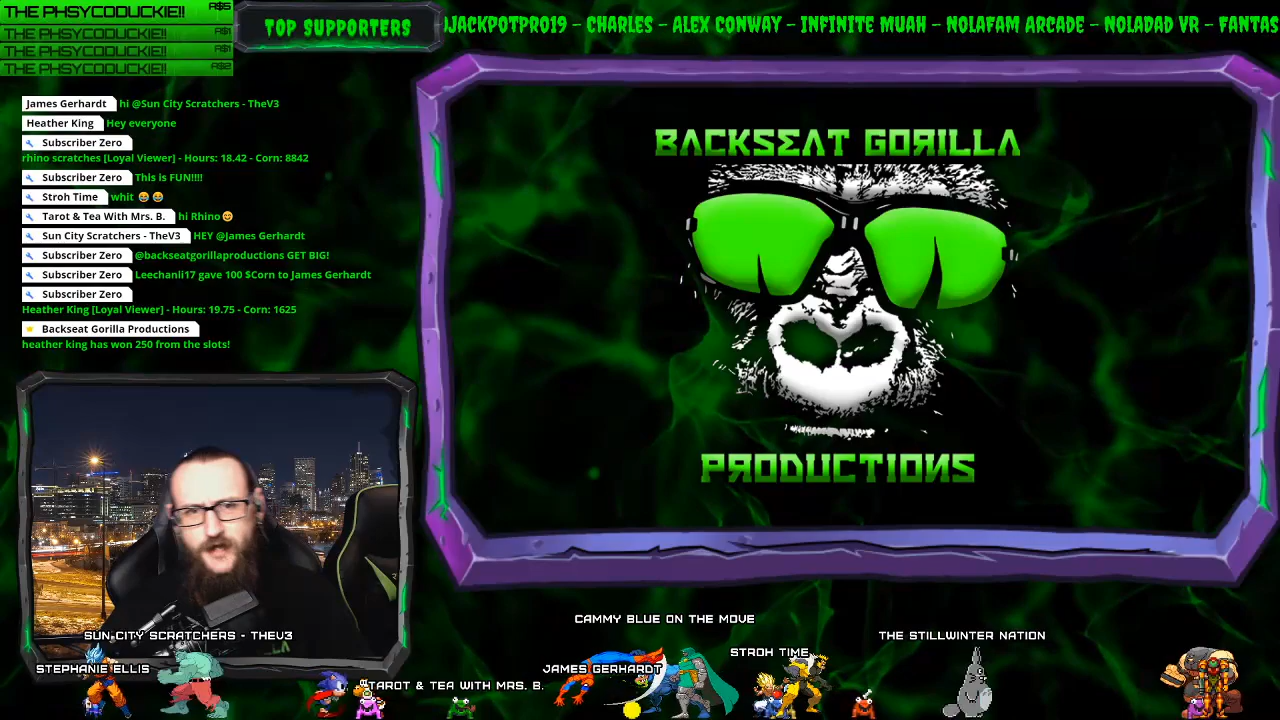 THE PHSYCODUCKIE!! A$5
THE PHSYCODUCKIE!! A$1
THE PHSYCODUCKIE!! A$1
THE PHSYCODUCKIE!! A$2
TOP SUPPORTERS
JACKPOTPRO19 - CHARLES - ALEX CONWAY - INFINITE MUAH - NOLAFAM ARCADE - NOLADAD VR - FANTAS
James Gerhardt hi @Sun City Scratchers - TheV3
Heather King Hey everyone
Subscriber Zero
rhino scratches [Loyal Viewer] - Hours: 18.42 - Corn: 8842
Subscriber Zero This is FUN!!!!
Stroh Time whit 😂 😂
Tarot & Tea With Mrs. B. hi Rhino😊
Sun City Scratchers - TheV3 HEY @James Gerhardt
Subscriber Zero @backseatgorillaproductions GET BIG!
Subscriber Zero Leechanli17 gave 100 $Corn to James Gerhardt
Subscriber Zero
Heather King [Loyal Viewer] - Hours: 19.75 - Corn: 1625
Backseat Gorilla Productions
heather king has won 250 from the slots!
BACKSEAT GORILLA
PRODUCTIONS
CAMMY BLUE ON THE MOVE
SUN CITY SCRATCHERS - THEV3
THE STILLWINTER NATION
STROH TIME
STEPHANIE ELLIS
JAMES GERHARDT
TAROT & TEA WITH MRS. B.